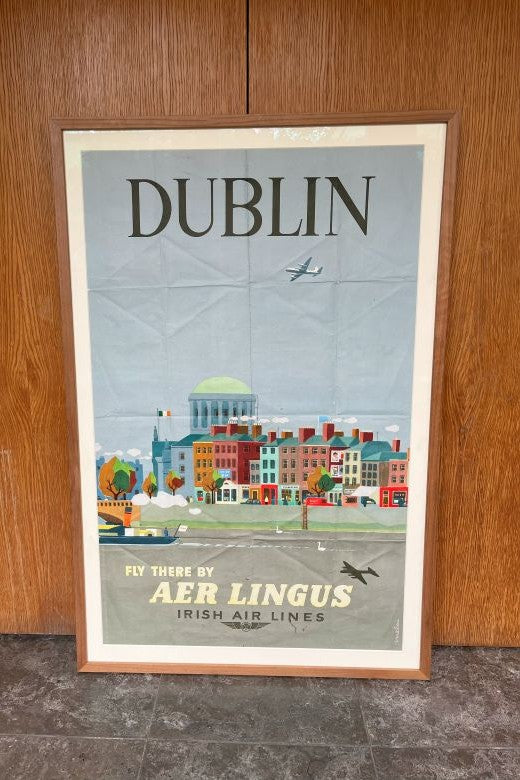 DUBLIN
FLY THERE BY
AER LINGUS
IRISH AIR LINES